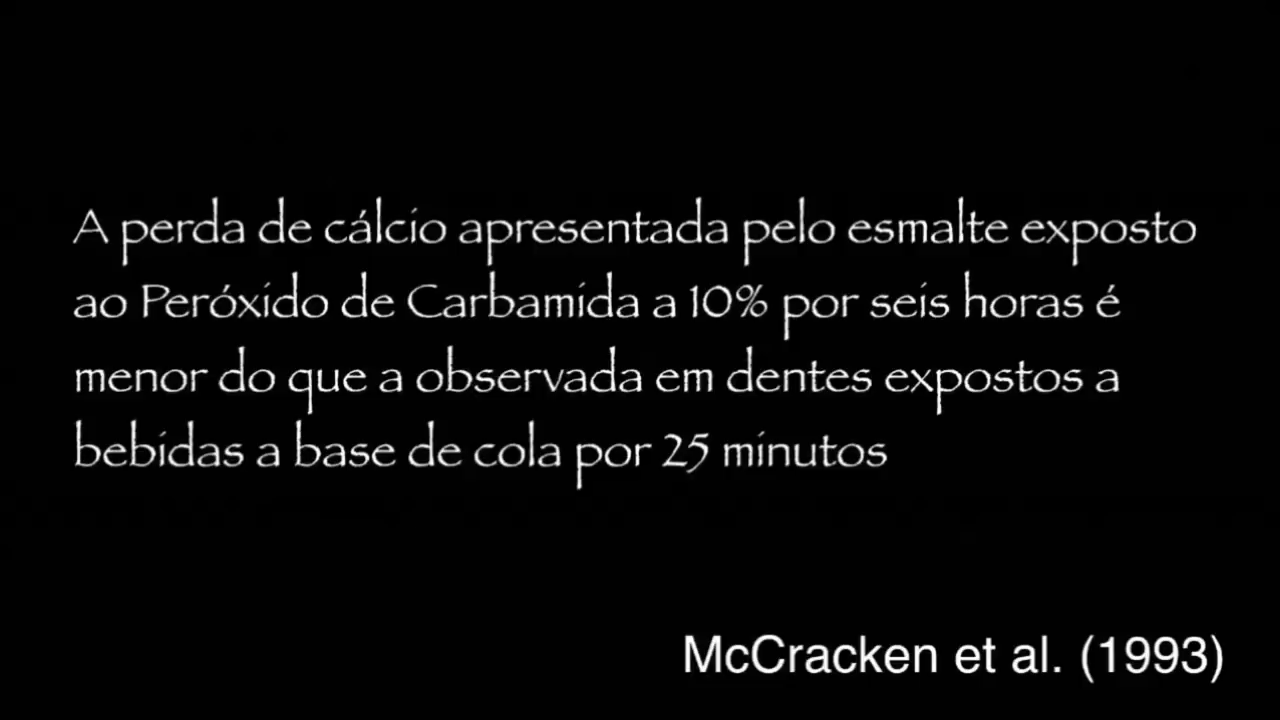 A perda de cálcio apresentada pelo esmalte exposto
ao Peróxido de Carbamida a 10% por seis horas é
menor do que a observada em dentes expostos a
bebidas a base de cola por 25 minutos
McCracken et al. (1993)